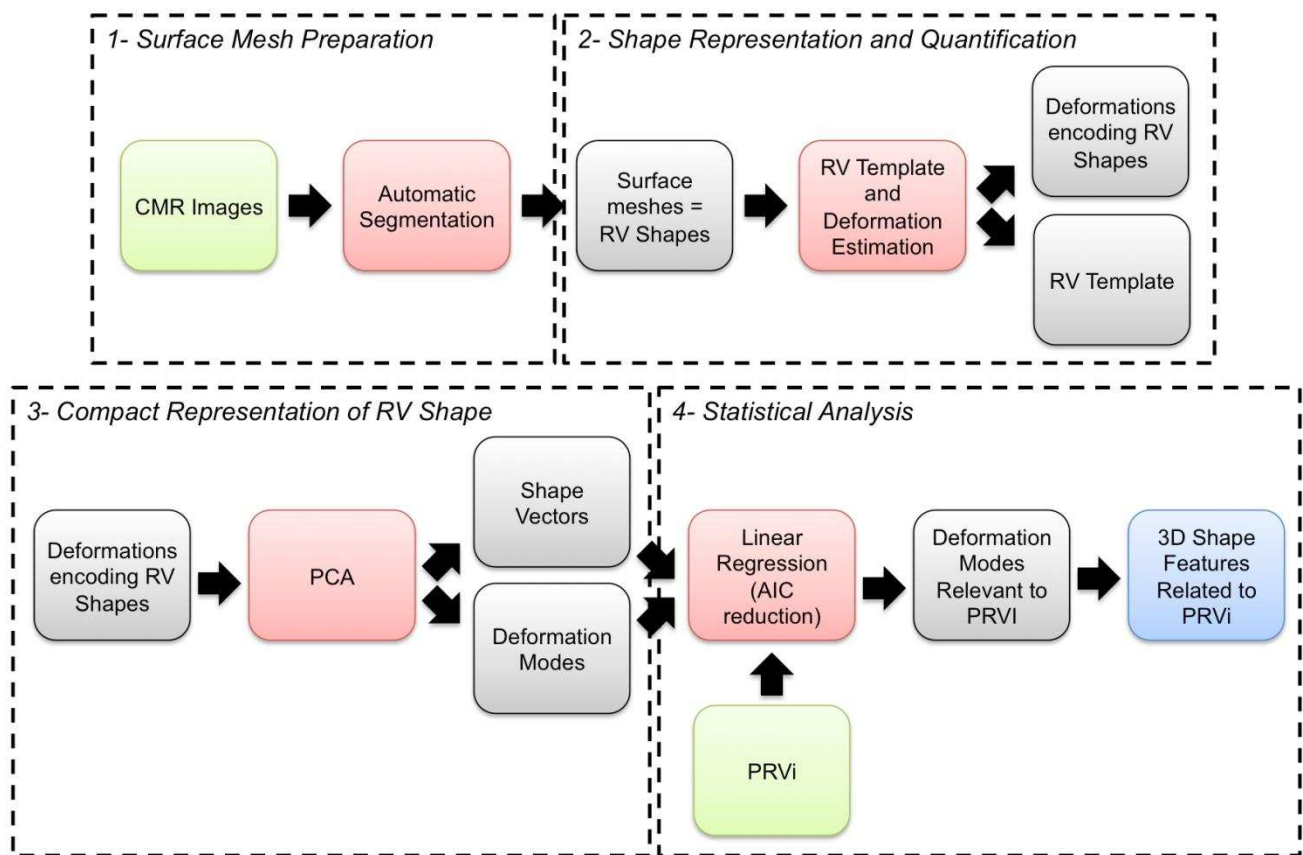 1- Surface Mesh Preparation
CMR Images
Automatic
Segmentation
2- Shape Representation and Quantification
Surface
meshes =
RV Shapes
RV Template
and
Deformation
Estimation
Deformations
encoding RV
Shapes
RV Template
3- Compact Representation of RV Shape
Deformations
encoding RV
Shapes
PCA
Shape
Vectors
Deformation
Modes
4- Statistical Analysis
Linear
Regression
(AIC
reduction)
PRVi
Deformation
Modes
Relevant to
PRVI
3D Shape
Features
Related to
PRVi